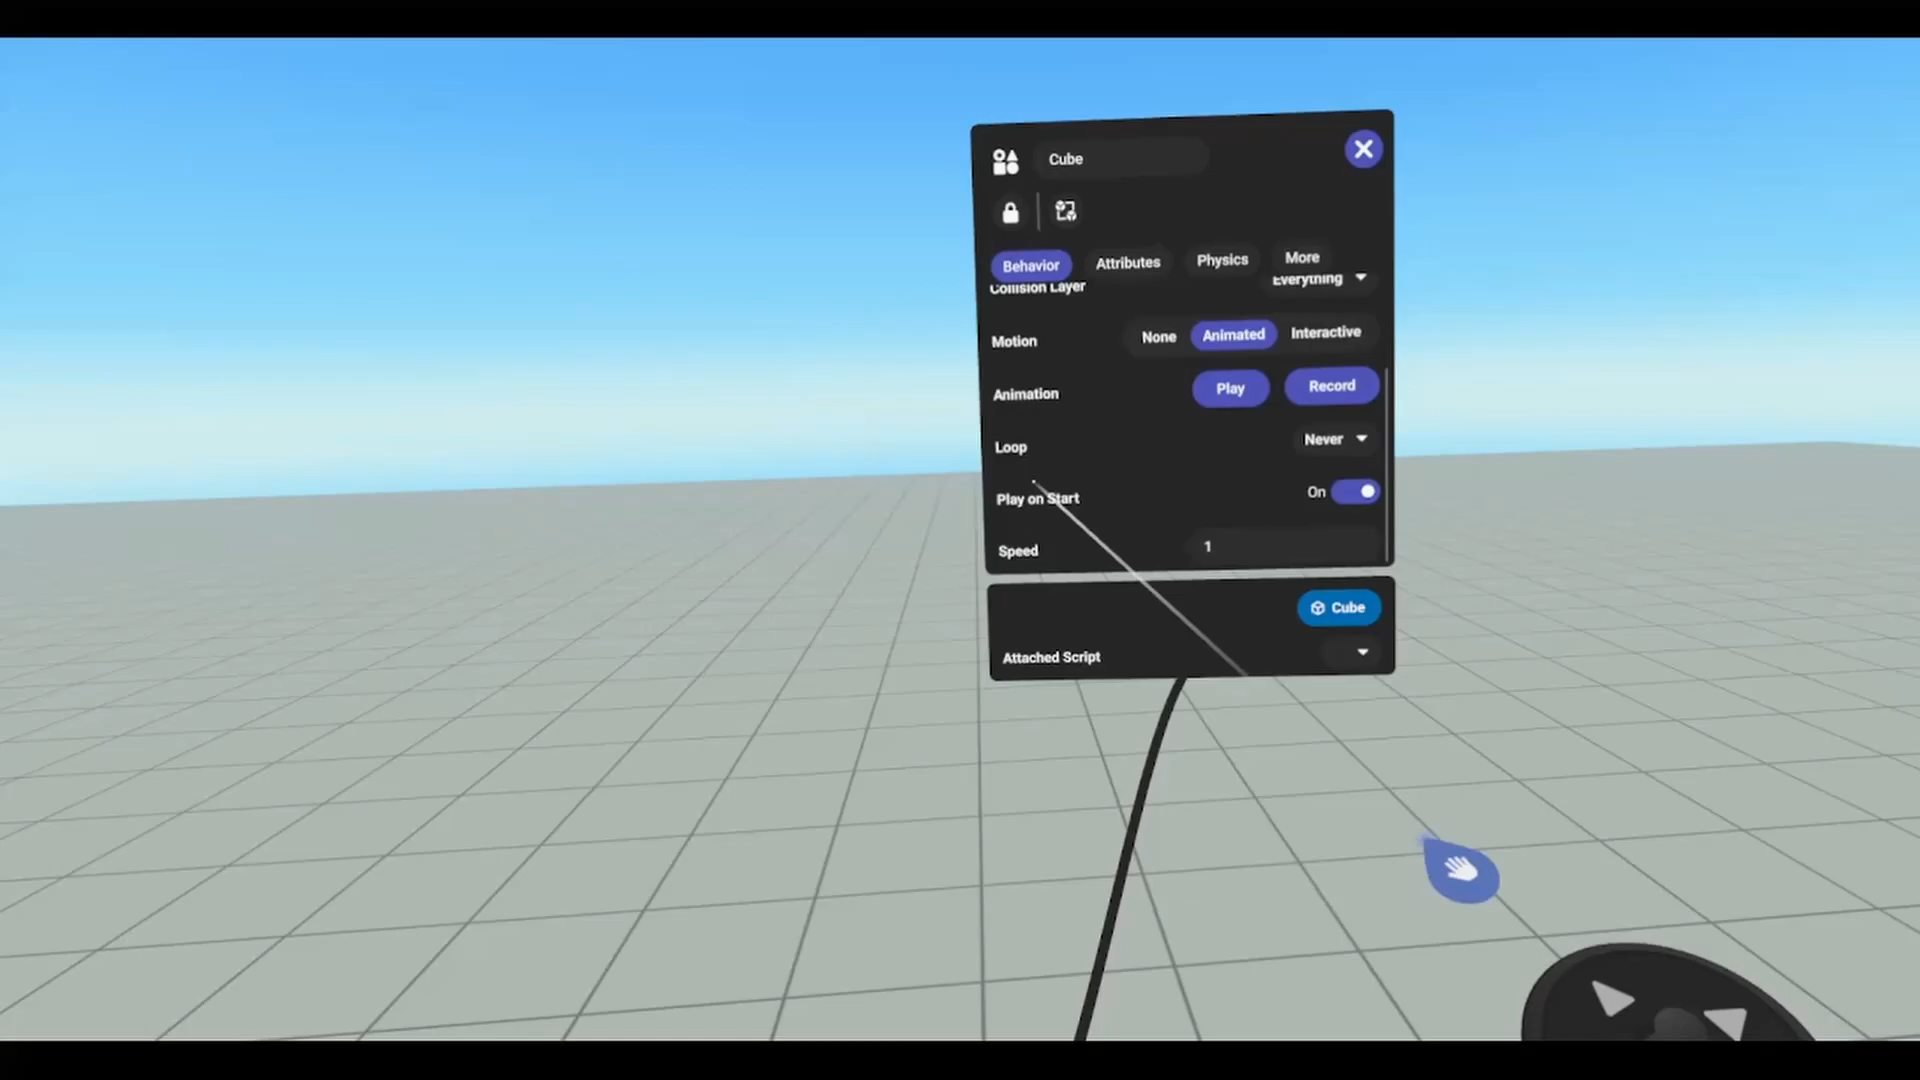 Cube
Behavior Attributes Physics More
Collision Layer Everything
Motion None Animated Interactive
Animation Play Record
Loop Never
Play on Start On
Speed 1
Cube
Attached Script